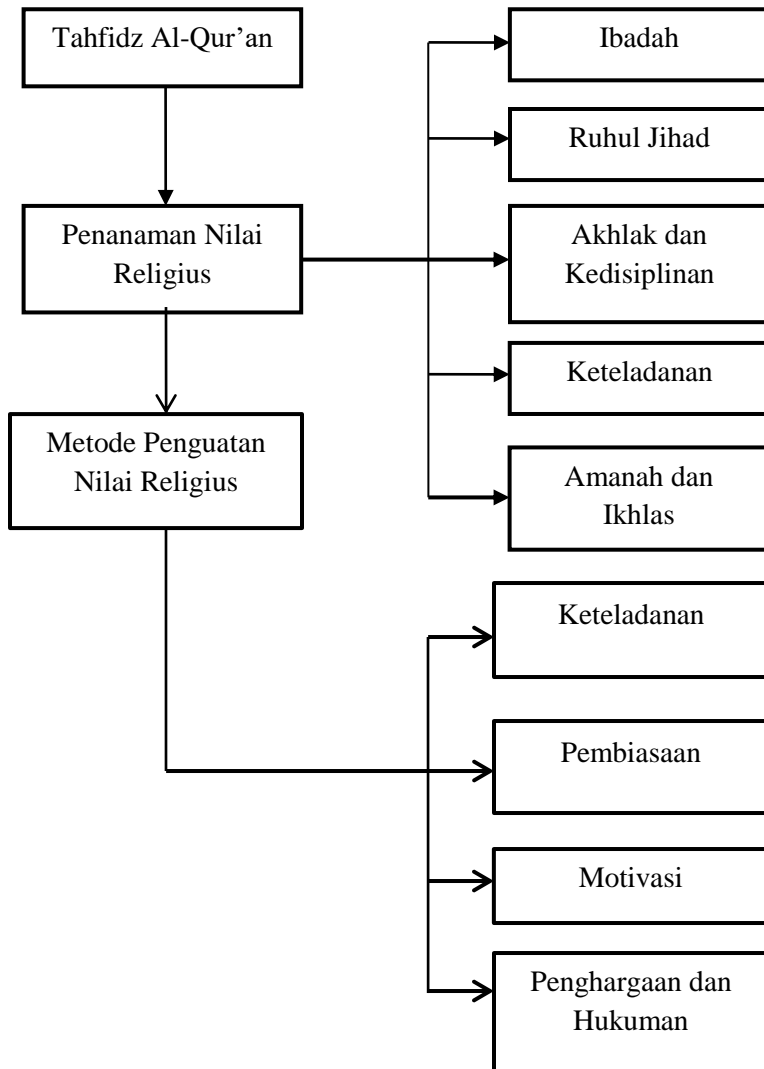 Tahfidz Al-Qur’an
Penanaman Nilai
Religius
Metode Penguatan
Nilai Religius
Ibadah
Ruhul Jihad
Akhlak dan
Kedisiplinan
Keteladanan
Amanah dan
Ikhlas
Keteladanan
Pembiasaan
Motivasi
Penghargaan dan
Hukuman